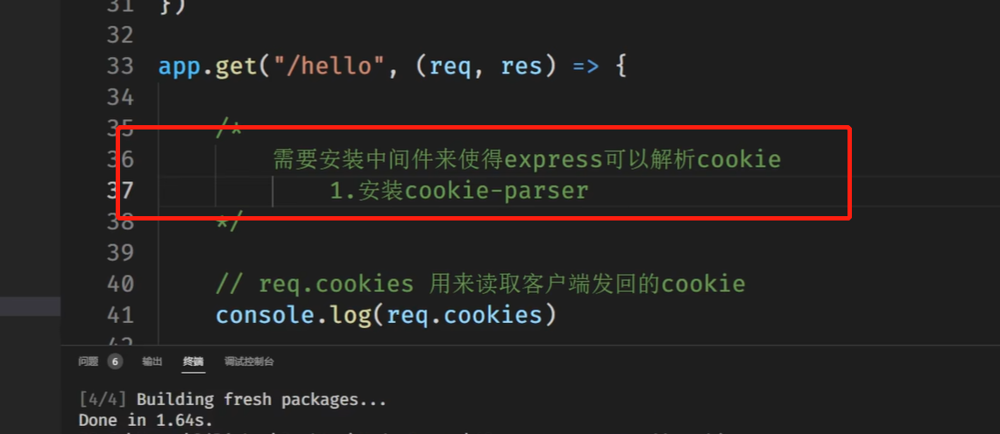 31 })
32
33 app.get("/hello", (req, res) => {
34
35 /*
36 需要安装中间件来使得express可以解析cookie
37 1.安装cookie-parser
38 */
39
40 // req.cookies 用来读取客户端发回的cookie
41 console.log(req.cookies)
42
问题 6 输出 终端 调试控制台
[4/4] Building fresh packages...
Done in 1.64s.